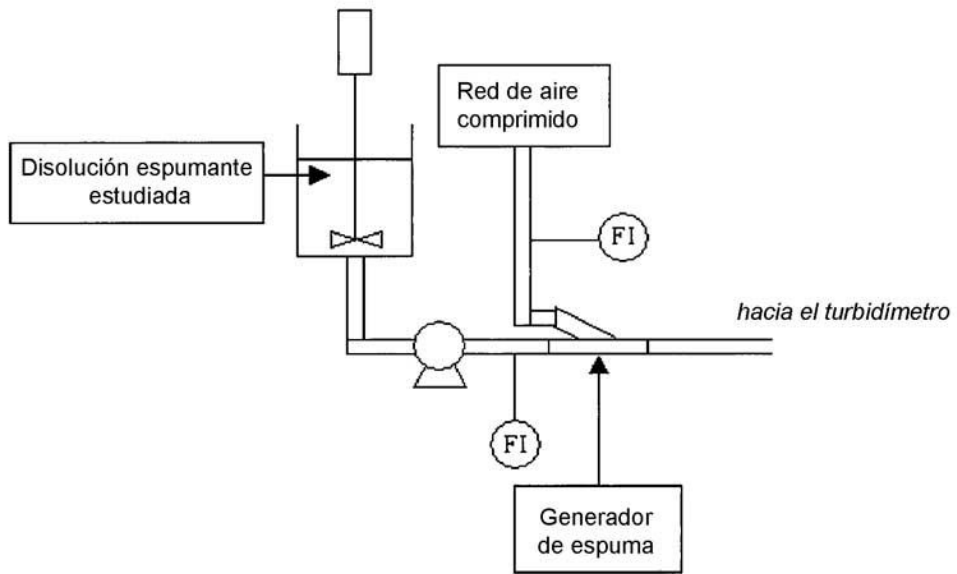 Red de aire
comprimido
Disolución espumante
estudiada
FI
hacia el turbidímetro
FI
Generador
de espuma